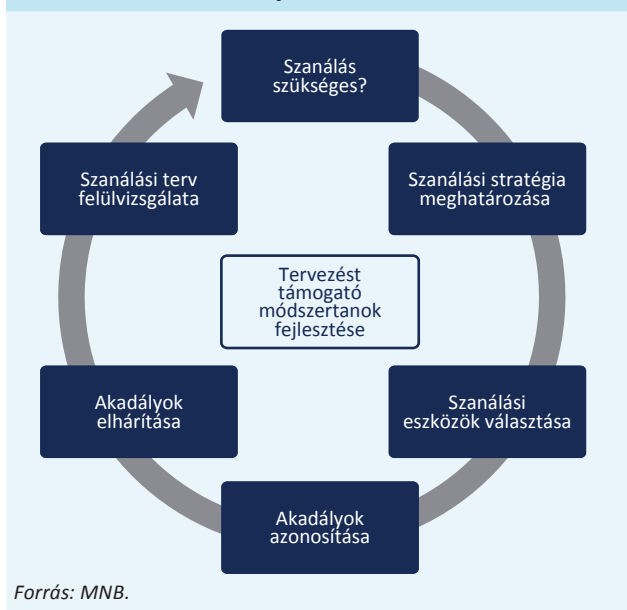 Szanálás
szükséges?
Szanálási stratégia
meghatározása
Szanálási
eszközök választása
Akadályok
azonosítása
Akadályok
elhárítása
Szanálási terv
felülvizsgálata
Tervezést
támogató
módszertanok
fejlesztése
Forrás: MNB.